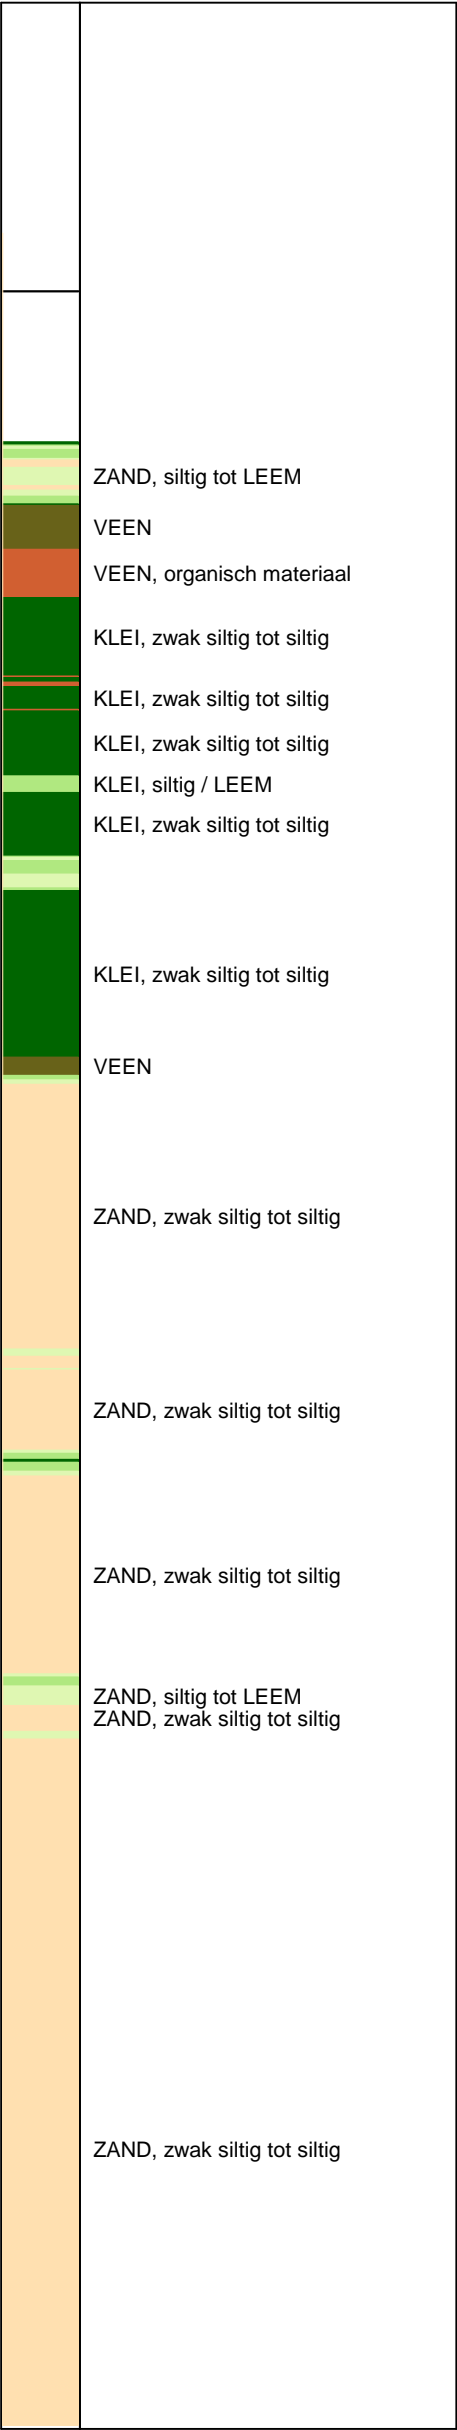 ZAND, siltig tot LEEM
VEEN
VEEN, organisch materiaal
KLEI, zwak siltig tot siltig
KLEI, zwak siltig tot siltig
KLEI, zwak siltig tot siltig
KLEI, siltig / LEEM
KLEI, zwak siltig tot siltig
KLEI, zwak siltig tot siltig
VEEN
ZAND, zwak siltig tot siltig
ZAND, zwak siltig tot siltig
ZAND, zwak siltig tot siltig
ZAND, siltig tot LEEM
ZAND, zwak siltig tot siltig
ZAND, zwak siltig tot siltig